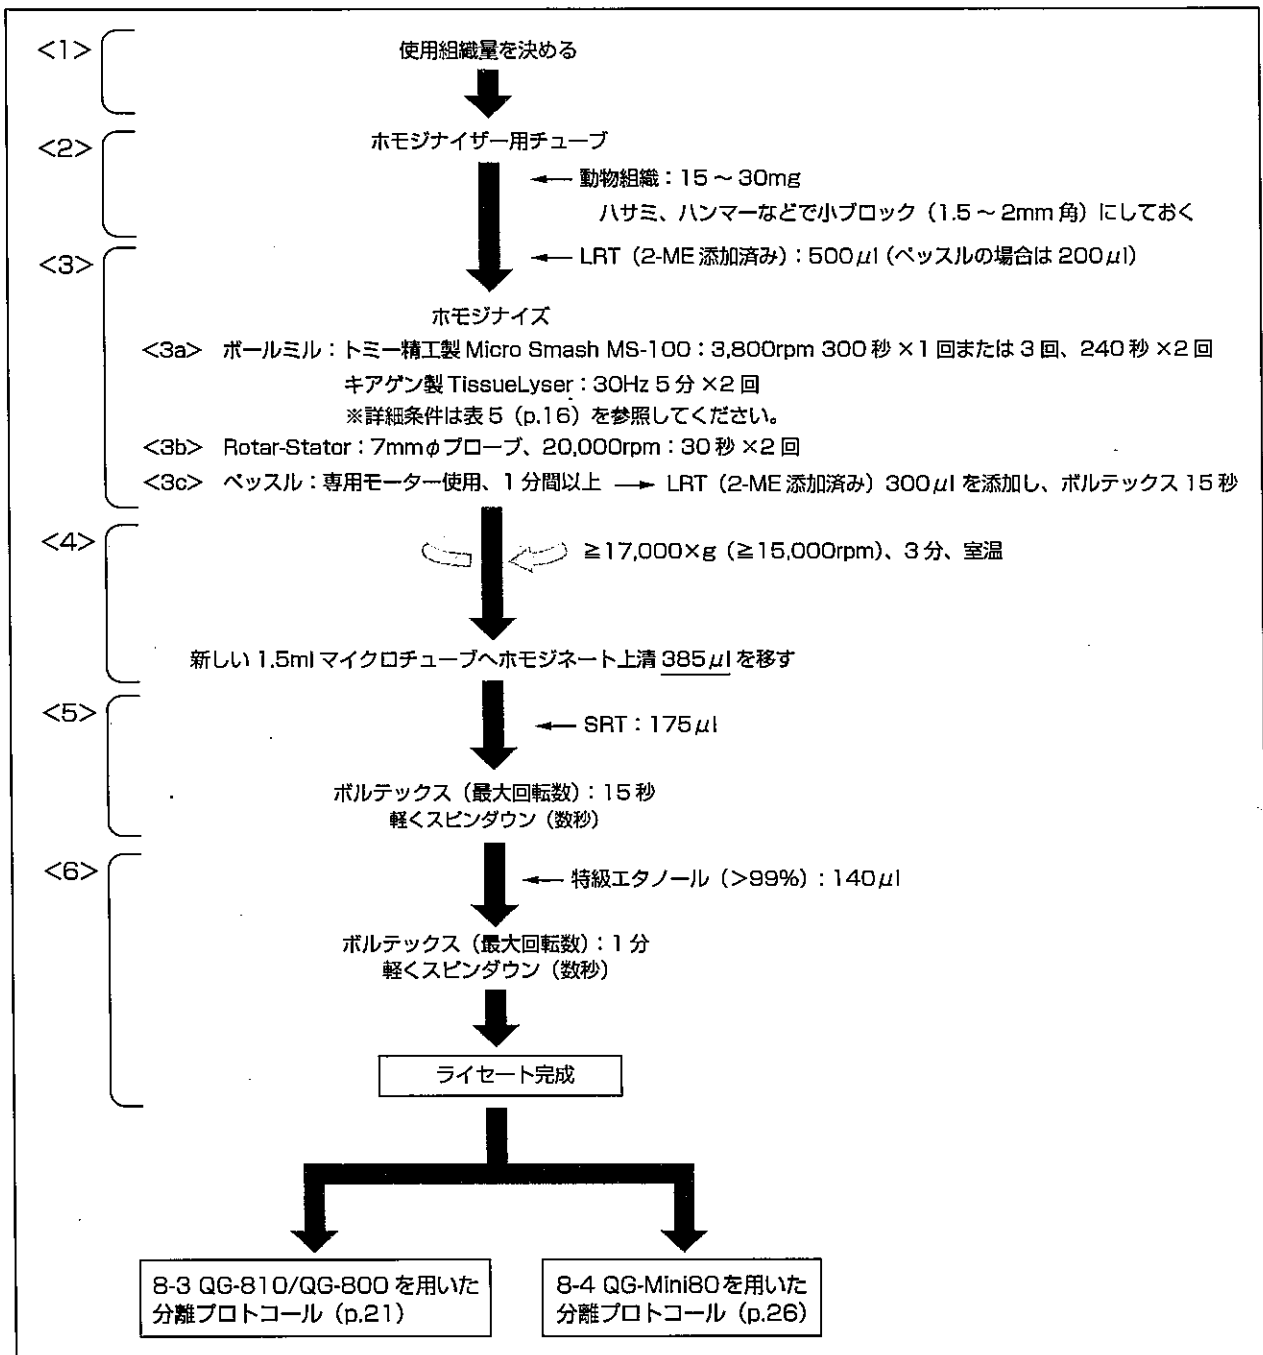 <1>
使用組織量を決める
<2>
ホモジナイザー用チューブ
← 動物組織：15～30mg
ハサミ、ハンマーなどで小ブロック（1.5～2mm角）にしておく
<3>
← LRT（2-ME添加済み）：500μl（ペッスルの場合は200μl）
ホモジナイズ
<3a> ボールミル：トミー精工製 Micro Smash MS-100：3,800rpm 300秒×1回または3回、240秒×2回
キアゲン製 TissueLyser：30Hz 5分×2回
※詳細条件は表5（p.16）を参照してください。
<3b> Rotar-Stator：7mmφプローブ、20,000rpm：30秒×2回
<3c> ペッスル：専用モーター使用、1分間以上 → LRT（2-ME添加済み）300μlを添加し、ボルテックス15秒
<4>
≧17,000×g（≧15,000rpm）、3分、室温
新しい1.5mlマイクロチューブへホモジネート上清385μlを移す
<5>
← SRT：175μl
ボルテックス（最大回転数）：15秒
軽くスピンダウン（数秒）
<6>
← 特級エタノール（>99%）：140μl
ボルテックス（最大回転数）：1分
軽くスピンダウン（数秒）
ライセート完成
8-3 QG-810/QG-800を用いた
分離プロトコール（p.21）
8-4 QG-Mini80を用いた
分離プロトコール（p.26）